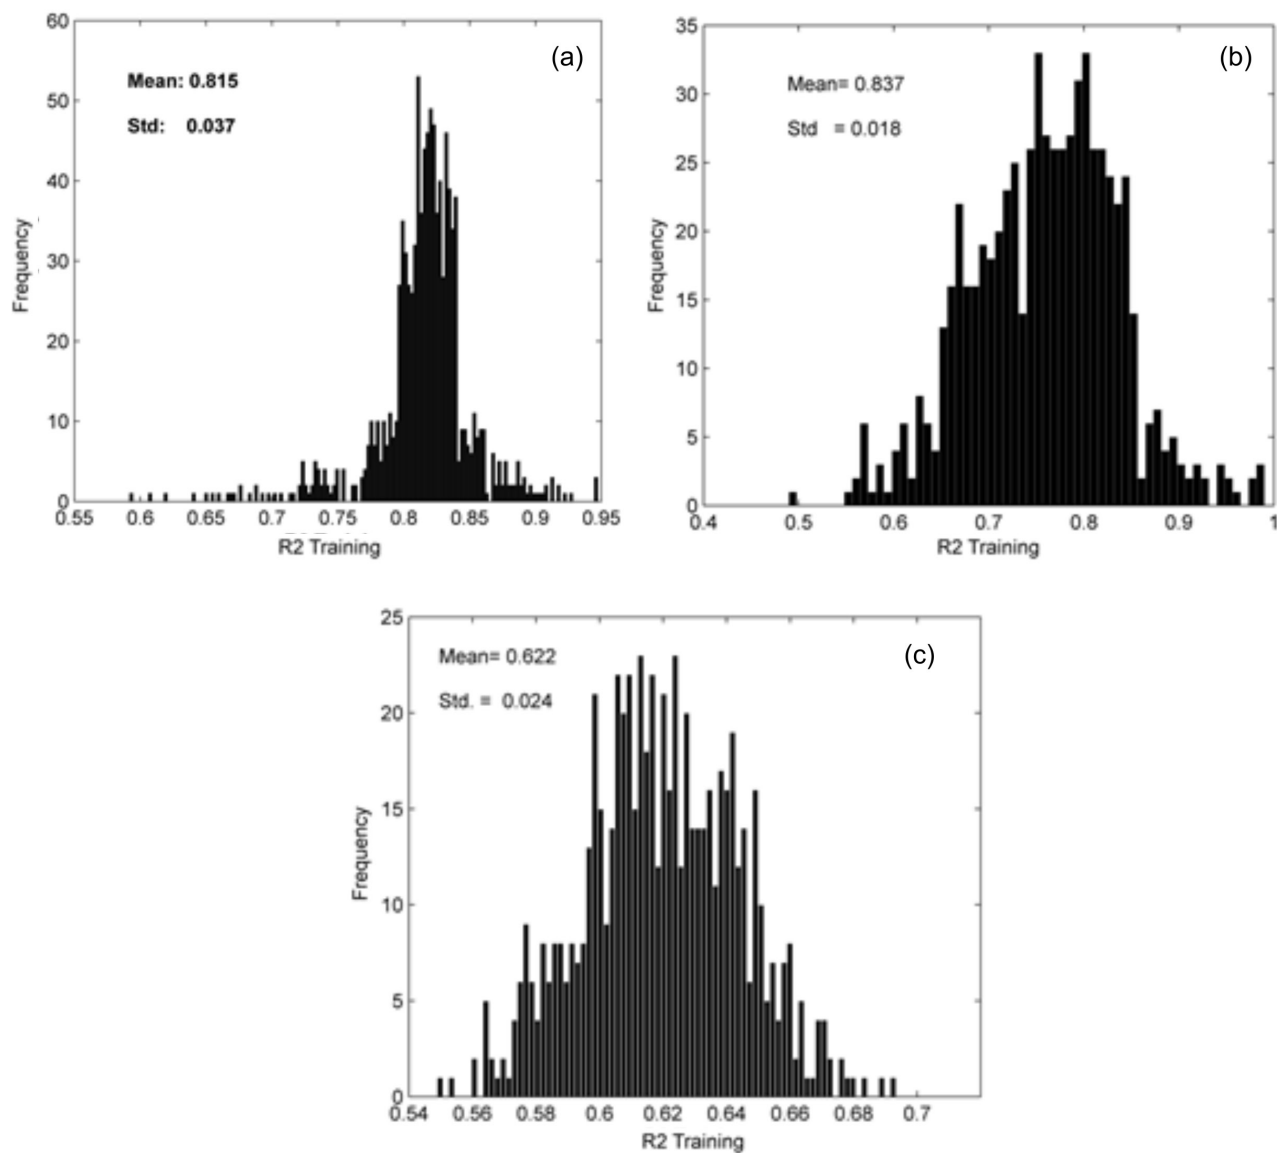 60
50
40
30
20
10
0
Frequency
(a)
Mean: 0.815
Std: 0.037
0.55 0.6 0.65 0.7 0.75 0.8 0.85 0.9 0.95
R2 Training
35
30
25
20
15
10
5
0
Frequency
(b)
Mean= 0.837
Std = 0.018
0.4 0.5 0.6 0.7 0.8 0.9 1
R2 Training
25
20
15
10
5
0
Frequency
(c)
Mean= 0.622
Std. = 0.024
0.54 0.56 0.58 0.6 0.62 0.64 0.66 0.68 0.7
R2 Training